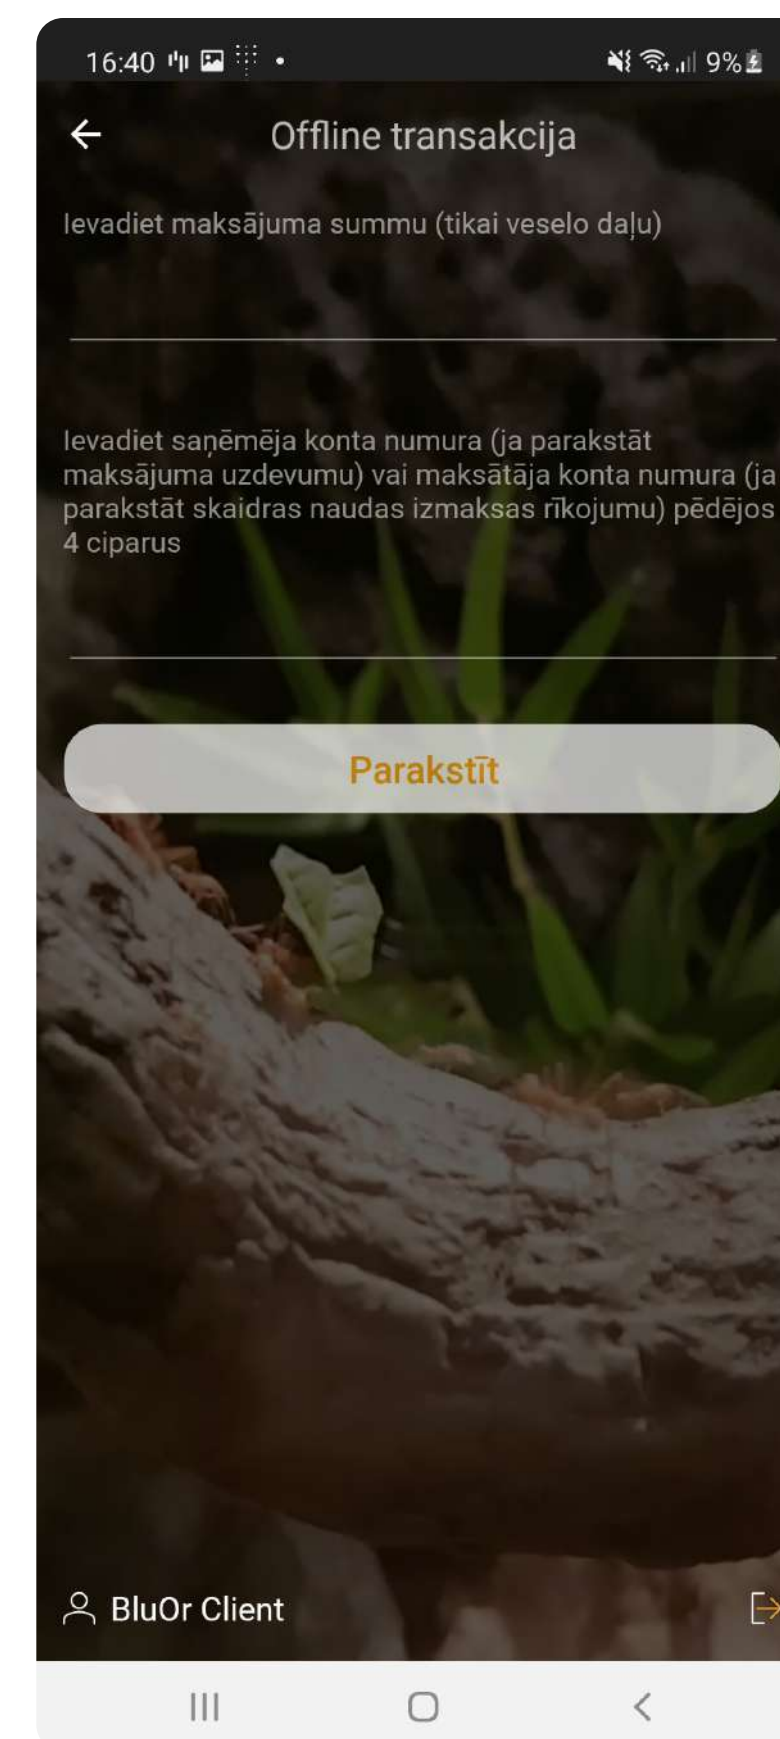 16:40
9%
Offline transakcija
Ievadiet maksājuma summu (tikai veselo daļu)
Ievadiet saņēmēja konta numura (ja parakstāt
maksājuma uzdevumu) vai maksātāja konta numura (ja
parakstāt skaidras naudas izmaksas rīkojumu) pēdējos
4 ciparus
Parakstīt
BluOr Client